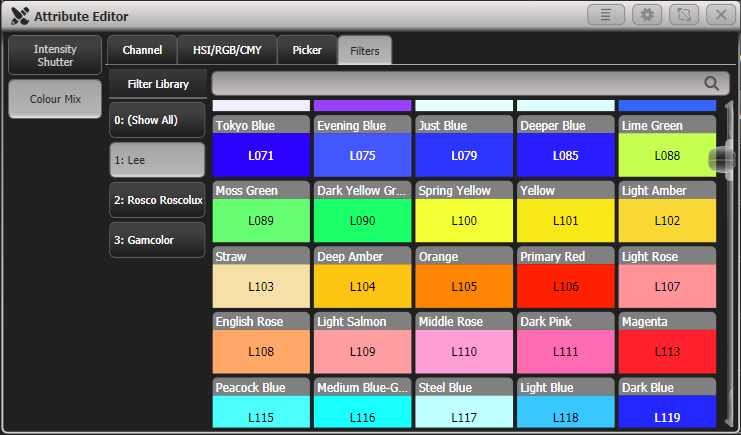 Attribute Editor
Intensity
Shutter
Colour Mix
Channel
HSI/RGB/CMY
Picker
Filters
Filter Library
0: (Show All)
1: Lee
2: Rosco Roscolux
3: Gamcolor
Tokyo Blue Evening Blue Just Blue Deeper Blue Lime Green
L071 L075 L079 L085 L088
Moss Green Dark Yellow Gr... Spring Yellow Yellow Light Amber
L089 L090 L100 L101 L102
Straw Deep Amber Orange Primary Red Light Rose
L103 L104 L105 L106 L107
English Rose Light Salmon Middle Rose Dark Pink Magenta
L108 L109 L110 L111 L113
Peacock Blue Medium Blue-G... Steel Blue Light Blue Dark Blue
L115 L116 L117 L118 L119